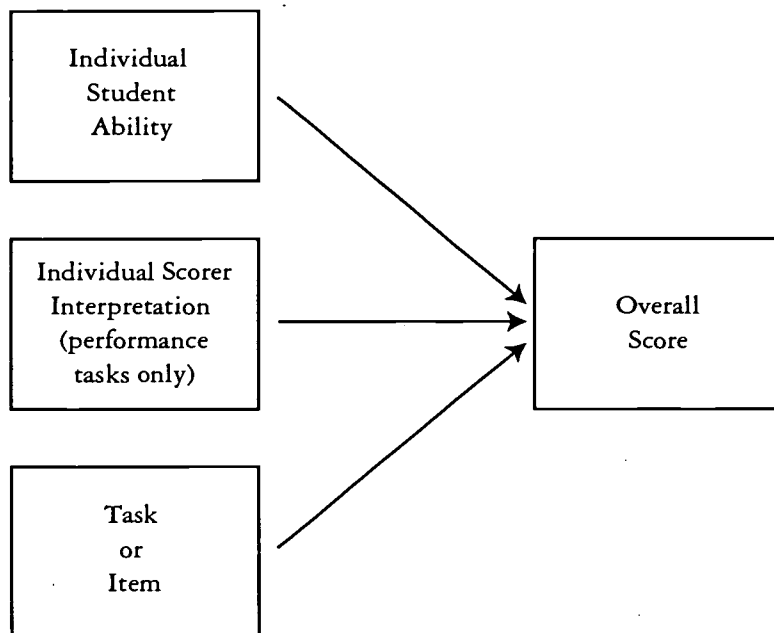 Individual
Student
Ability
Individual Scorer
Interpretation
(performance
tasks only)
Overall
Score
Task
or
Item